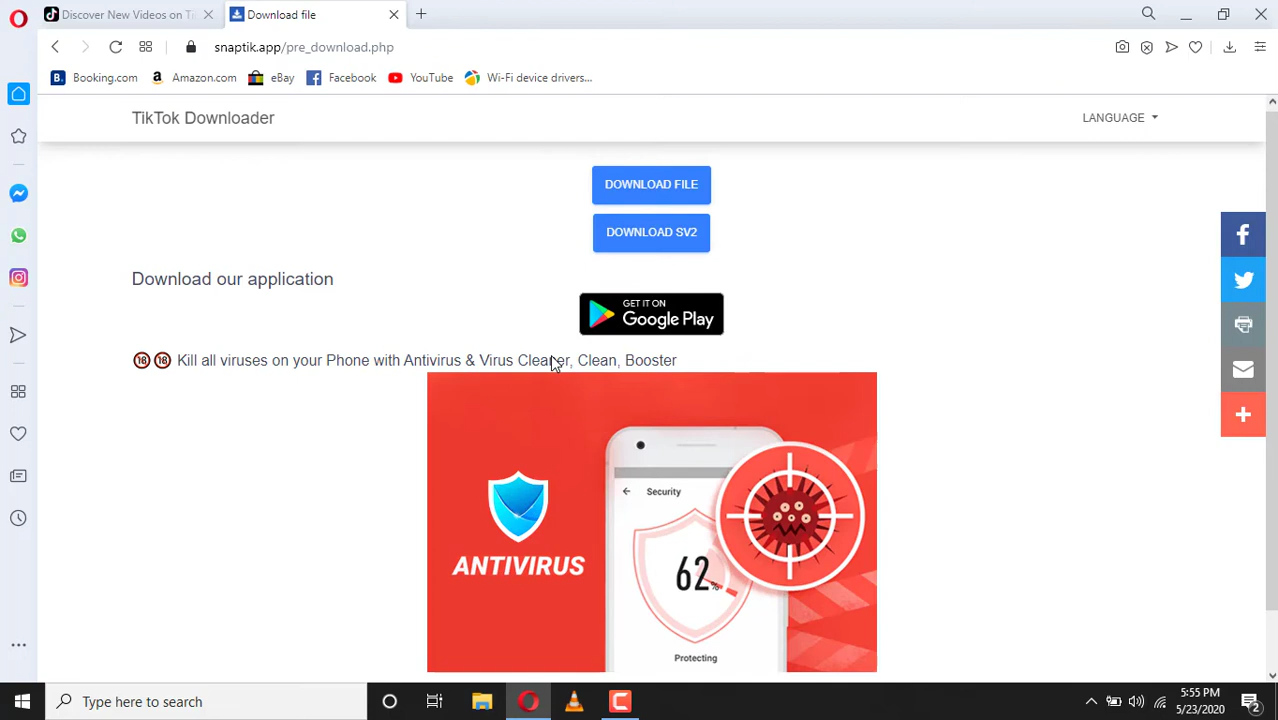 Discover New Videos on Ti
Download file
snaptik.app/pre_download.php
B. Booking.com
a Amazon.com
eBay
Facebook
YouTube
Wi-Fi device drivers...
TikTok Downloader
LANGUAGE
DOWNLOAD FILE
DOWNLOAD SV2
Download our application
GET IT ON
Google Play
18 18 Kill all viruses on your Phone with Antivirus & Virus Cleaner, Clean, Booster
Security
ANTIVIRUS
62%
Protecting
Type here to search
5:55 PM
5/23/2020
2